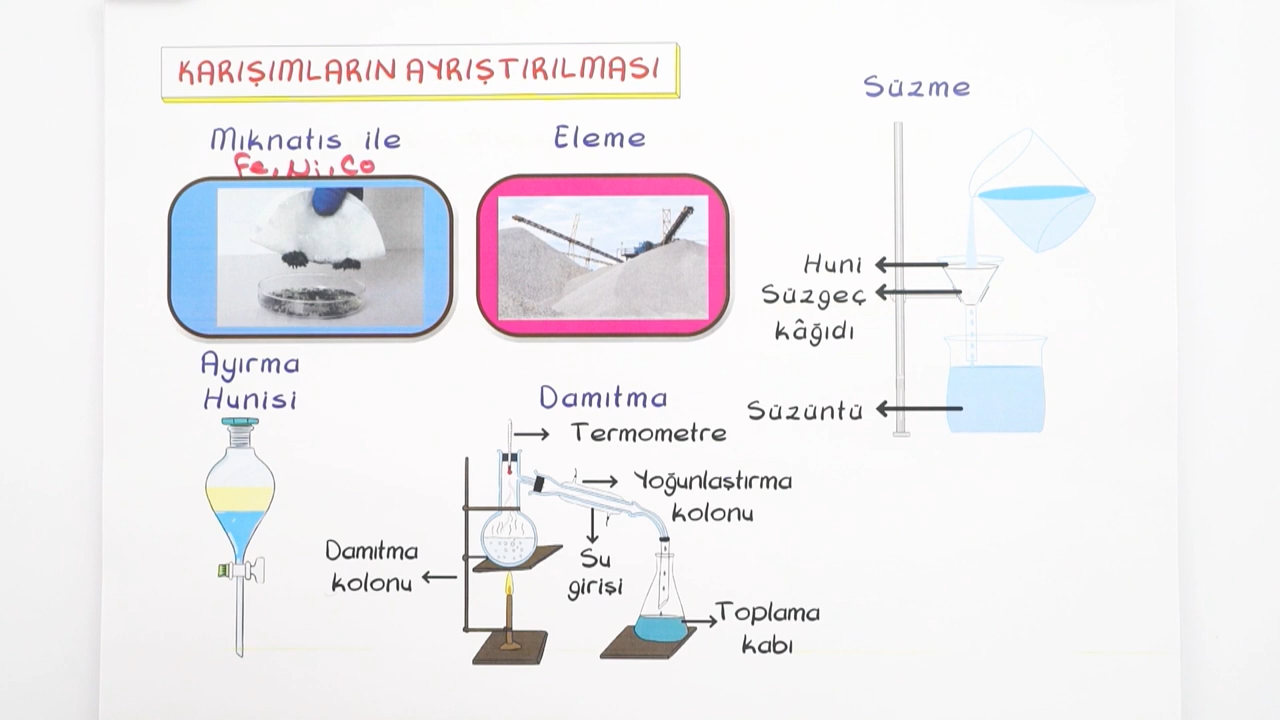 KARIŞIMLARIN AYRIŞTIRILMASI
Mıknatıs ile
Fe, Ni, Co
Eleme
Süzme
Huni
Süzgeç
kâğıdı
Süzüntü
Ayırma
Hunisi
Damıtma
Termometre
Yoğunlaştırma
kolonu
Su
girişi
Damıtma
kolonu
Toplama
kabı